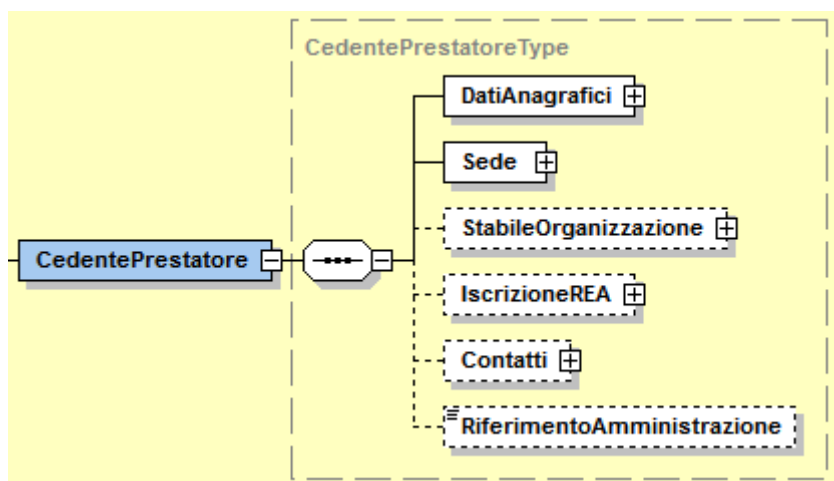 CedentePrestatoreType
DatiAnagrafici
Sede
StabileOrganizzazione
CedentePrestatore
IscrizioneREA
Contatti
RiferimentoAmministrazione